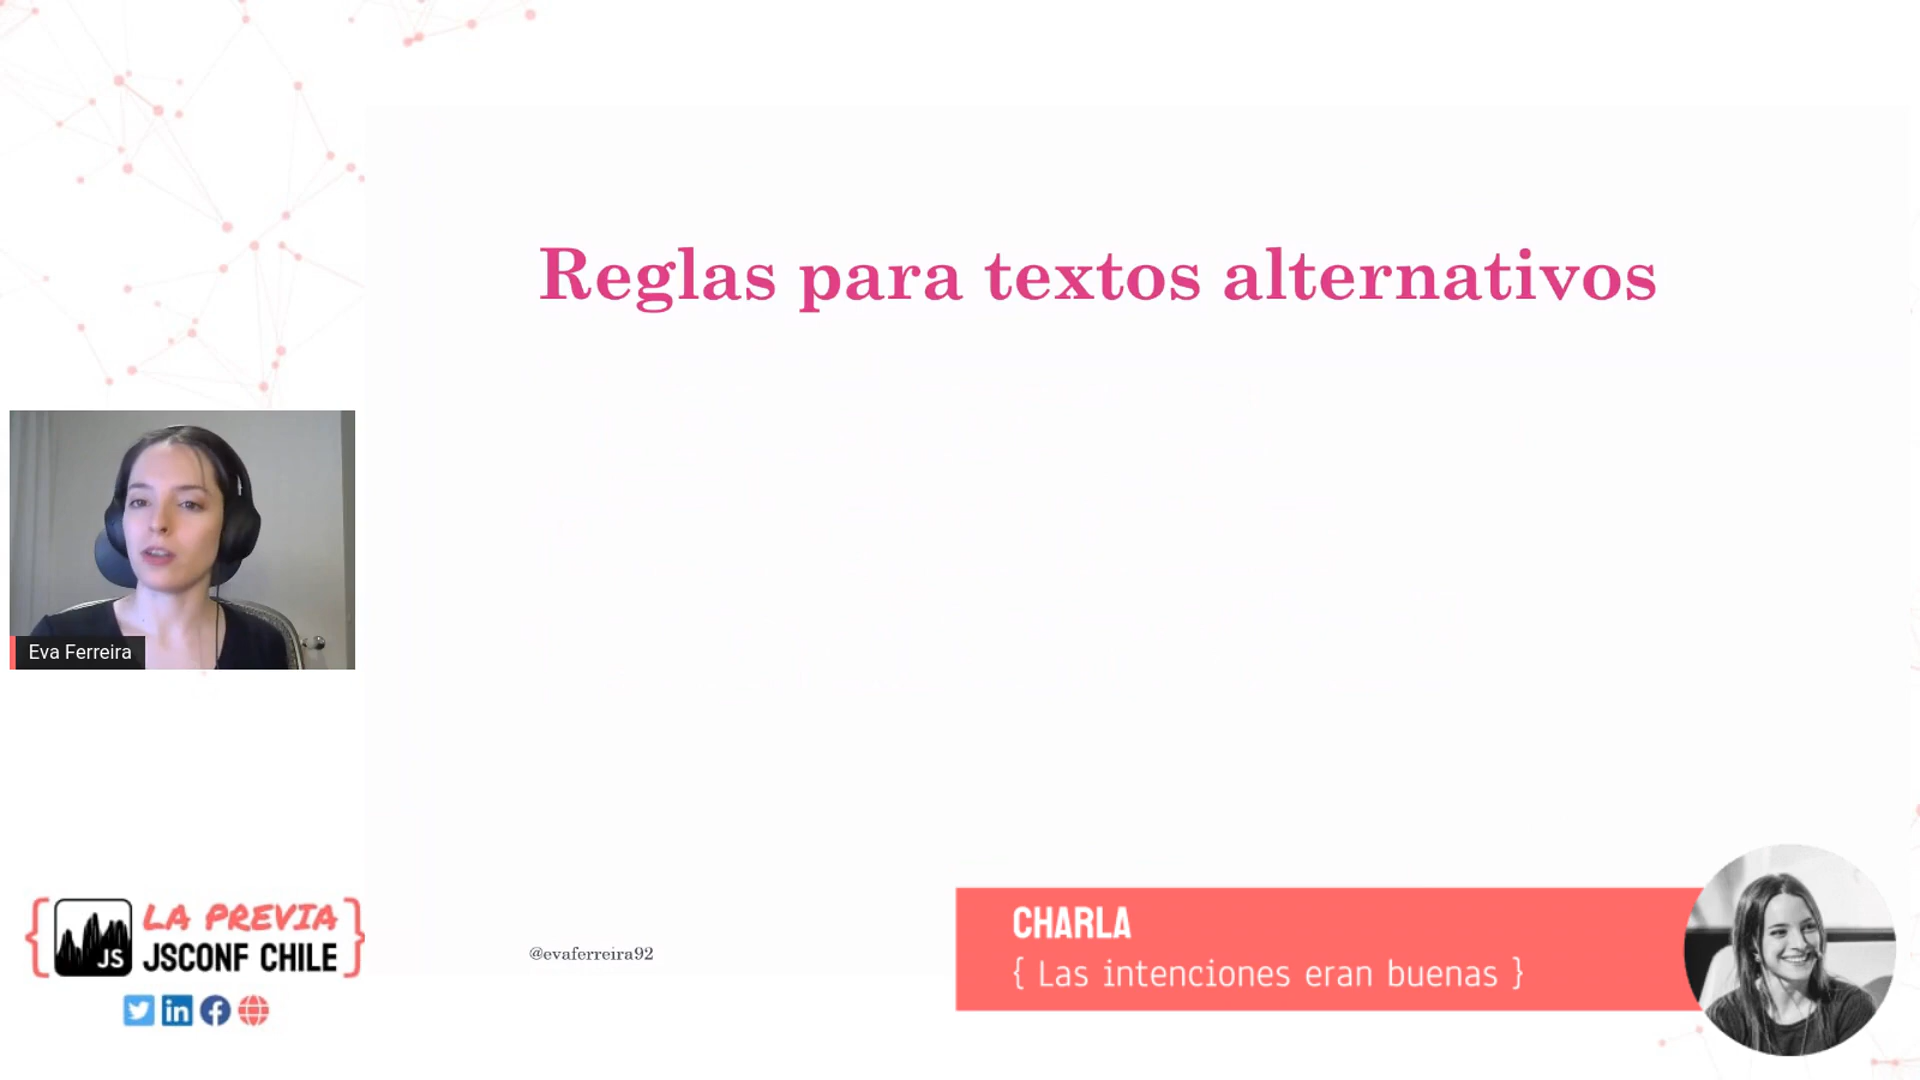 Reglas para textos alternativos
Eva Ferreira
LA PREVIA
JS
JSCONF CHILE
@evaferreira92
CHARLA
{ Las intenciones eran buenas }